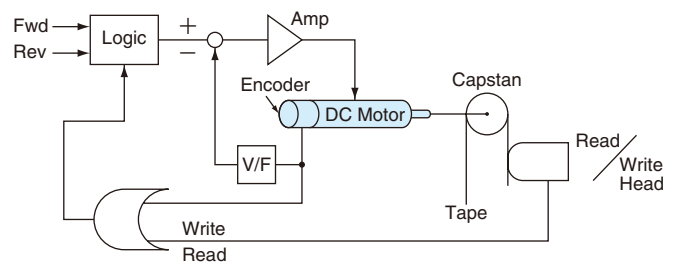 Fwd
Rev
Logic
+
−
Amp
Encoder
DC Motor
Capstan
Read
Write
Head
V/F
Tape
Write
Read